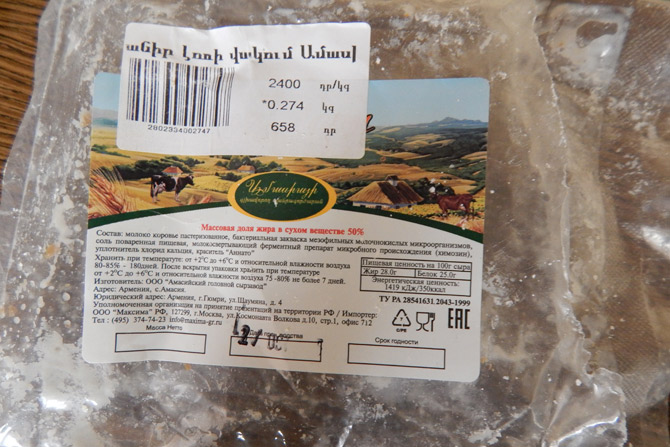 անիր Լոռի վակում Ամասյ
2400 դր/կգ
*0.274 կգ
658 դր
2802334002747
Массовая доля жира в сухом веществе 50%
Состав: молоко коровье пастеризованное, бактериальная закваска мезофильных молочнокислых микроорганизмов,
соль поваренная пищевая, молокосвертывающий ферментный препарат микробного происхождения (химозин),
уплотнитель хлорид кальция, краситель "Аннато"
Хранить при температуре: от +2°С до +6°С и относительной влажности воздуха
80-85% - 180дней. После вскрытия упаковки хранить при температуре
от +2°С до +6°С и относительной влажности воздуха 75-80% не более 7 дней.
Изготовитель: ООО "Амасийский головной сырзавод"
Адрес: Армения, с.Амасия.
Юридический адрес: Армения, г.Гюмри, ул.Шаумяна, д. 4
Уполномоченная организация на принятие претензий на территории РФ / Импортер:
ООО "Максима" РФ, 127299, г.Москва, ул.Космонавта Волкова д.10, стр.1, офис 712
Тел : (495) 374-74-23 info@maxima-gr.ru
Пищевая ценность на 100г сыра
Жир 28.0г Белок 25.0г
Энергетическая ценность:
1419 кДж/350ккал
ТУ РА 28541631.2043-1999
EAC
Масса Нетто
Срок годности